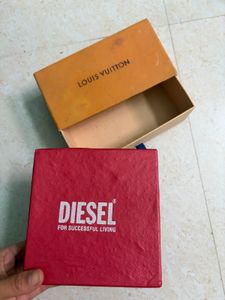 LOUIS VUITTON
DIESEL®
FOR SUCCESSFUL LIVING